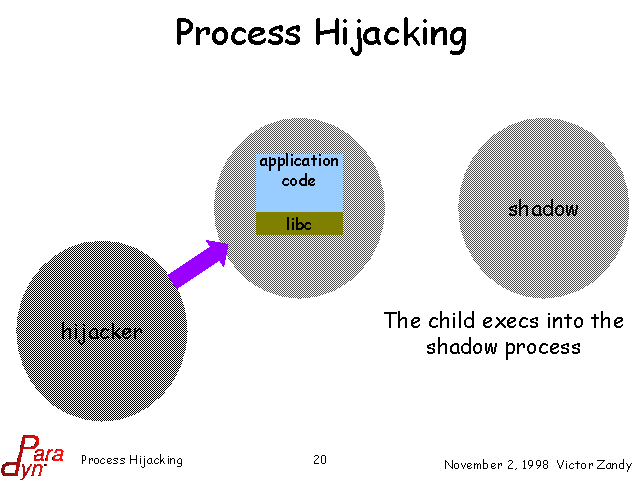 Process Hijacking
application
code
libc
shadow
hijacker
The child execs into the
shadow process
Para
dyn
Process Hijacking
20
November 2, 1998 Victor Zandy